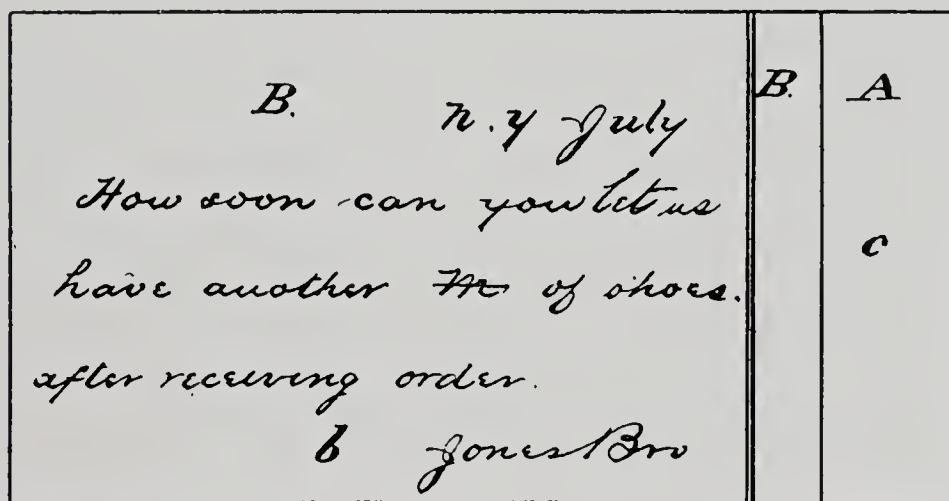 B. B. A
N.Y July
How soon can you let us
c
have another M of shoes.
after receiving order.
b Jones Bro